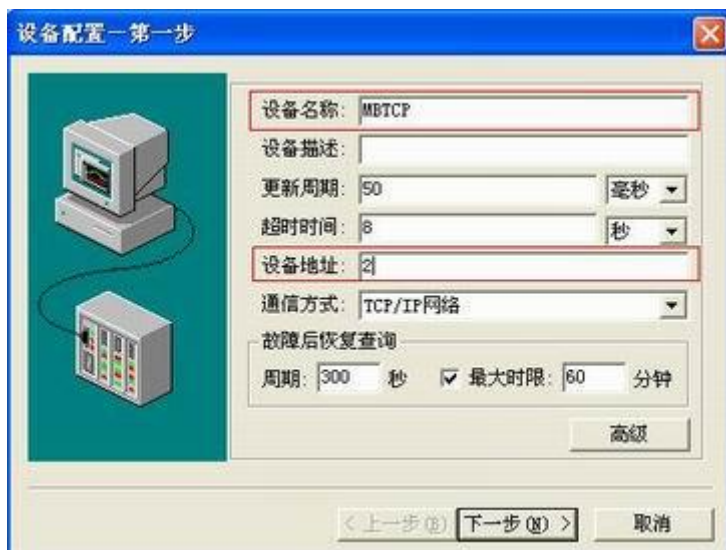 设备配置－第一步
设备名称: MBTCP
设备描述:
更新周期: 50 毫秒
超时时间: 8 秒
设备地址: 2
通信方式: TCP/IP网络
故障后恢复查询
周期: 300 秒 最大时限: 60 分钟
高级
< 上一步(B) 下一步(N) > 取消